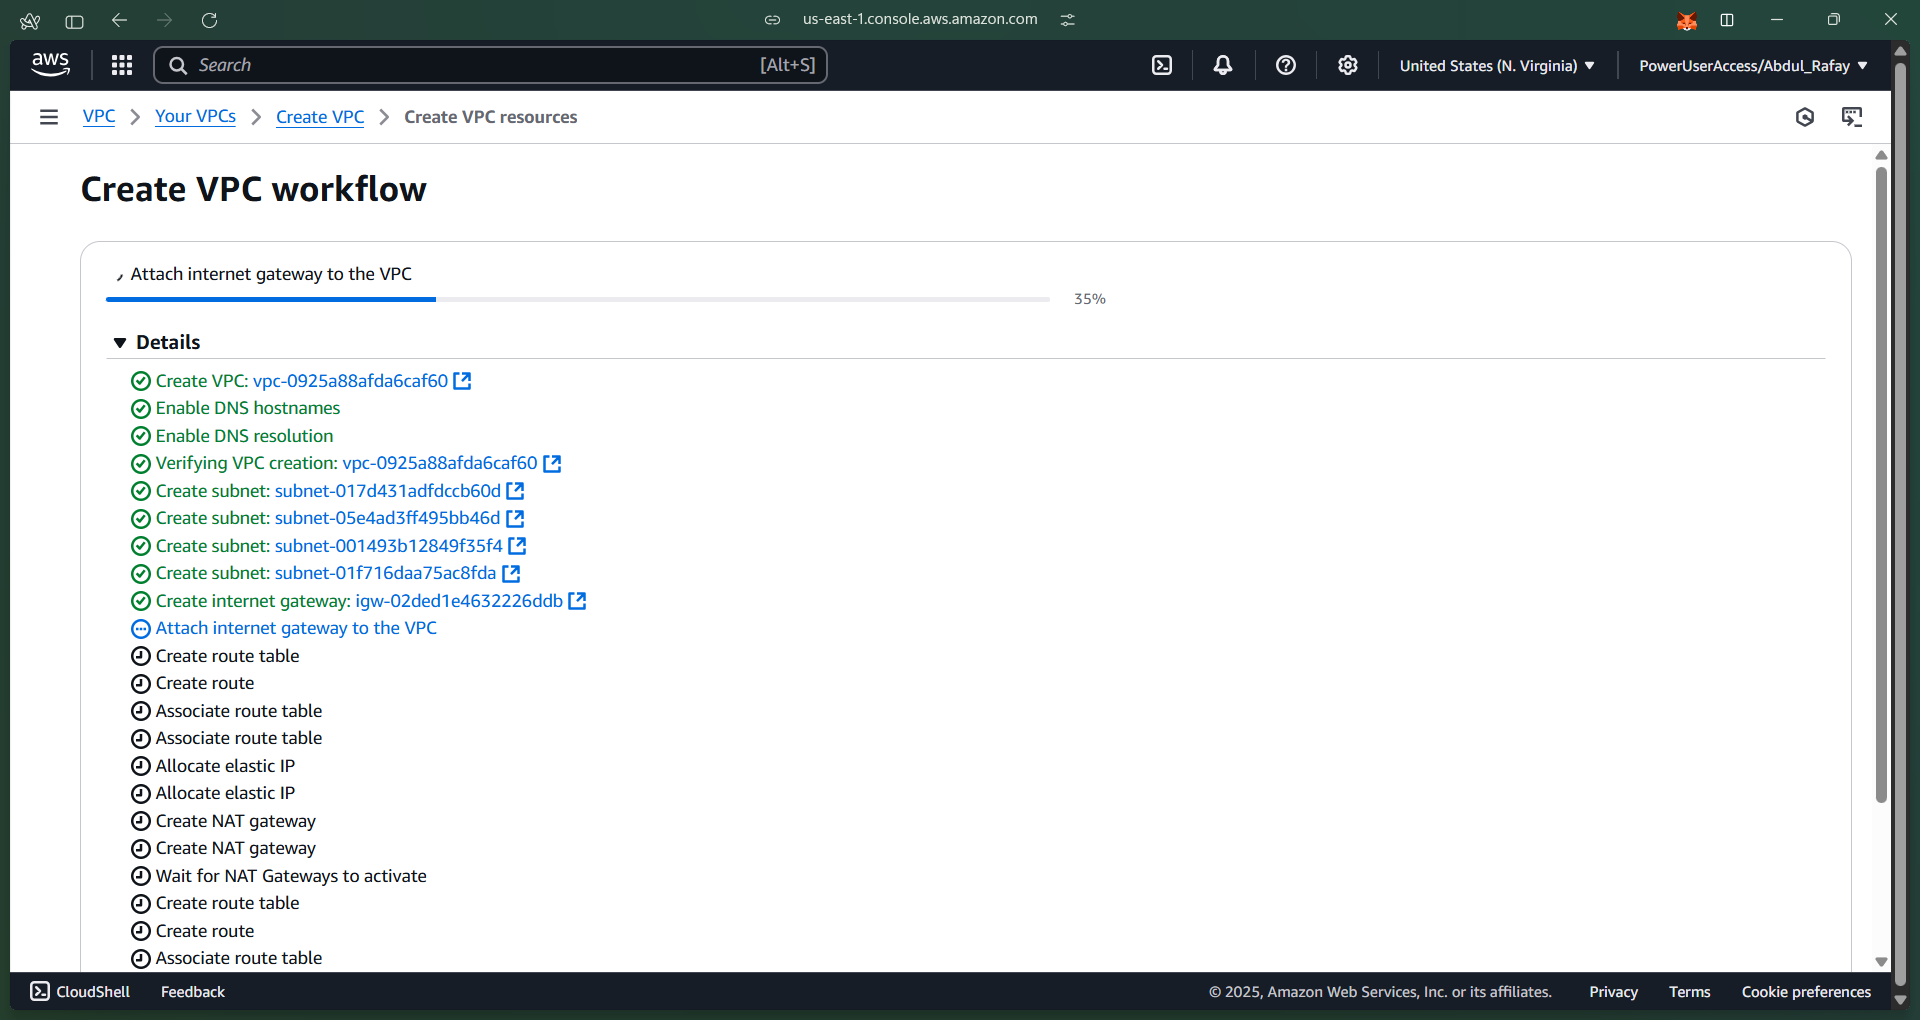 us-east-1.console.aws.amazon.com
aws
Search [Alt+S]
United States (N. Virginia)
PowerUserAccess/Abdul_Rafay
VPC > Your VPCs > Create VPC > Create VPC resources
Create VPC workflow
Attach internet gateway to the VPC
35%
Details
Create VPC: vpc-0925a88afda6caf60
Enable DNS hostnames
Enable DNS resolution
Verifying VPC creation: vpc-0925a88afda6caf60
Create subnet: subnet-017d431adfdccb60d
Create subnet: subnet-05e4ad3ff495bb46d
Create subnet: subnet-001493b12849f35f4
Create subnet: subnet-01f716daa75ac8fda
Create internet gateway: igw-02ded1e4632226ddb
Attach internet gateway to the VPC
Create route table
Create route
Associate route table
Associate route table
Allocate elastic IP
Allocate elastic IP
Create NAT gateway
Create NAT gateway
Wait for NAT Gateways to activate
Create route table
Create route
Associate route table
CloudShell Feedback © 2025, Amazon Web Services, Inc. or its affiliates. Privacy Terms Cookie preferences